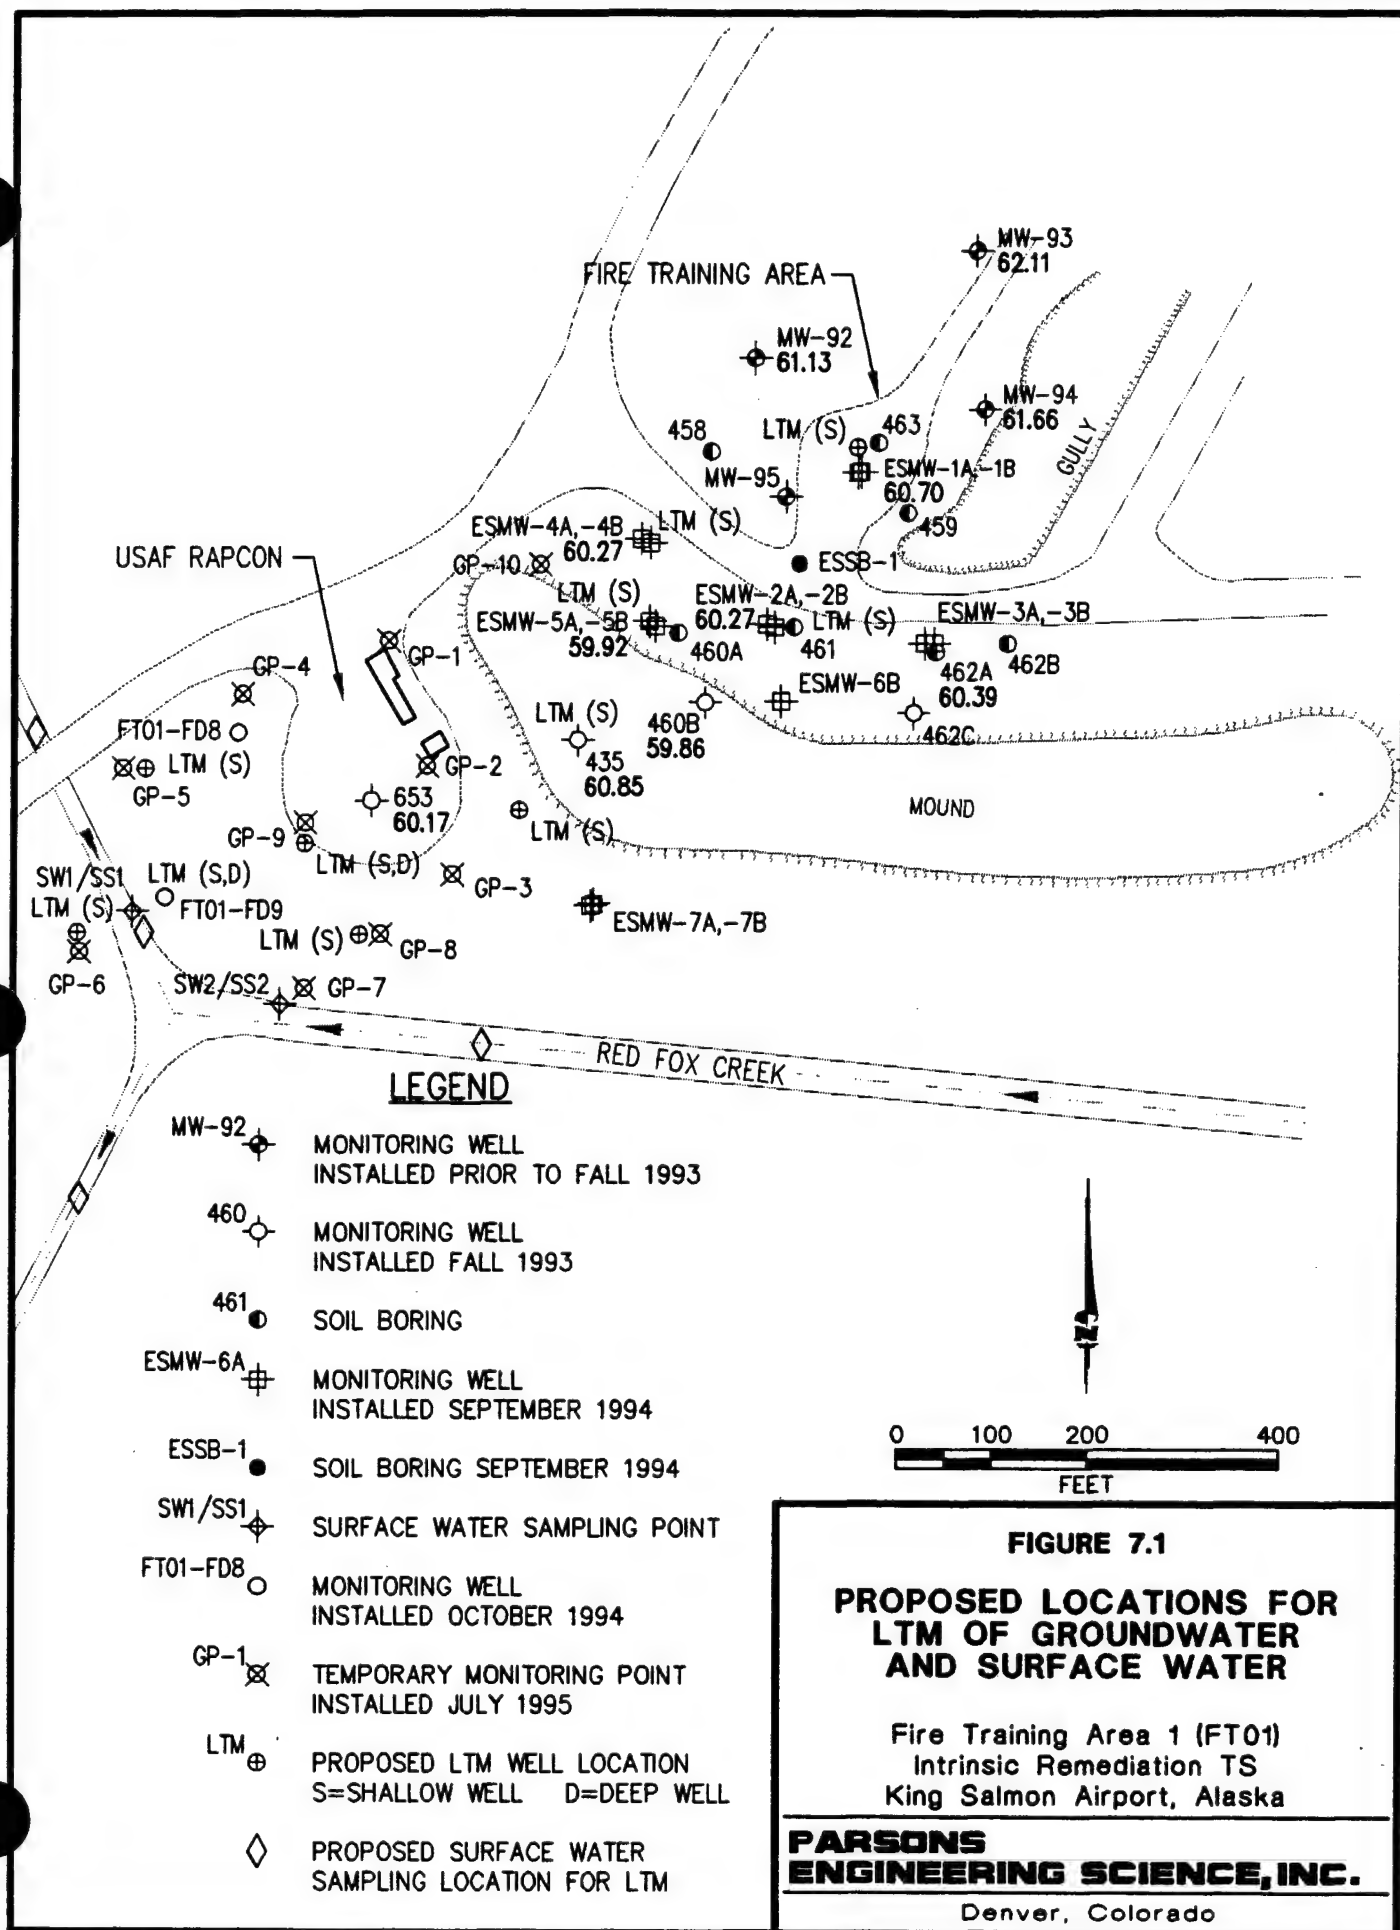 MW-93
62.11
FIRE TRAINING AREA
MW-92
61.13
MW-94
61.66
GULLY
458
LTM (S)
463
MW-95
ESMW-1A,-1B
60.70
459
ESMW-4A,-4B
60.27
LTM (S)
USAF RAPCON
GP-10
ESSB-1
LTM (S)
ESMW-5A,-5B
59.92
460A
ESMW-2A,-2B
60.27
LTM (S)
461
ESMW-3A,-3B
462A
60.39
462B
GP-1
GP-4
ESMW-6B
FT01-FD8
LTM (S)
460B
59.86
462C
LTM (S)
GP-5
GP-2
435
60.85
MOUND
653
60.17
GP-9
LTM (S,D)
LTM (S)
SW1/SS1
LTM (S,D)
GP-3
LTM (S)
FT01-FD9
ESMW-7A,-7B
LTM (S)
GP-8
GP-6
SW2/SS2
GP-7
RED FOX CREEK
LEGEND
MW-92
MONITORING WELL
INSTALLED PRIOR TO FALL 1993
460
MONITORING WELL
INSTALLED FALL 1993
461
SOIL BORING
ESMW-6A
MONITORING WELL
INSTALLED SEPTEMBER 1994
ESSB-1
SOIL BORING SEPTEMBER 1994
SW1/SS1
SURFACE WATER SAMPLING POINT
FT01-FD8
MONITORING WELL
INSTALLED OCTOBER 1994
GP-1
TEMPORARY MONITORING POINT
INSTALLED JULY 1995
LTM
PROPOSED LTM WELL LOCATION
S=SHALLOW WELL D=DEEP WELL
PROPOSED SURFACE WATER
SAMPLING LOCATION FOR LTM
N
0 100 200 400
FEET
FIGURE 7.1
PROPOSED LOCATIONS FOR
LTM OF GROUNDWATER
AND SURFACE WATER
Fire Training Area 1 (FT01)
Intrinsic Remediation TS
King Salmon Airport, Alaska
PARSONS
ENGINEERING SCIENCE, INC.
Denver, Colorado